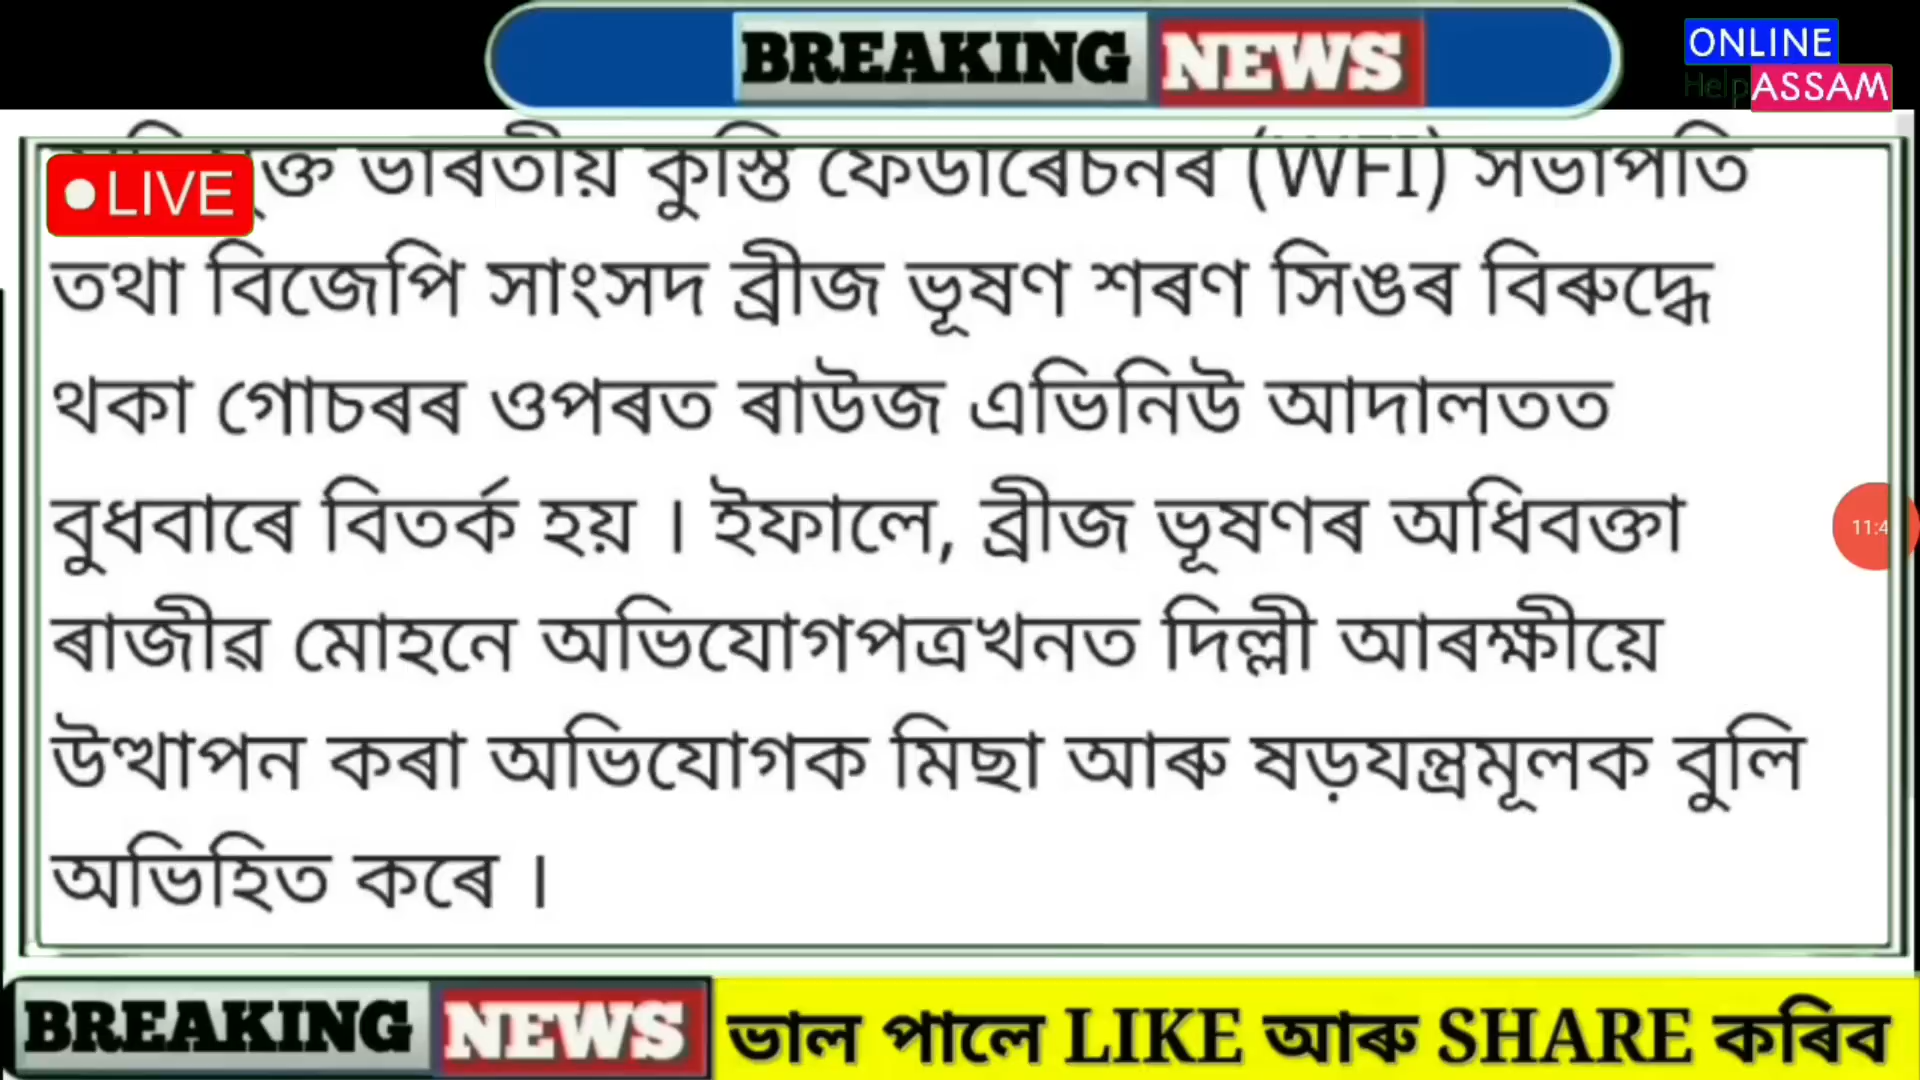 BREAKING NEWS
ONLINE
Help ASSAM
LIVE
ভাৰতীয় কুস্তি ফেডাৰেচনৰ (WFI) সভাপতি
তথা বিজেপি সাংসদ ব্ৰীজ ভূষণ শৰণ সিঙৰ বিৰুদ্ধে
থকা গোচৰৰ ওপৰত ৰাউজ এভিনিউ আদালতত
বুধবাৰে বিতৰ্ক হয় । ইফালে, ব্ৰীজ ভূষণৰ অধিবক্তা
ৰাজীৱ মোহনে অভিযোগপত্ৰখনত দিল্লী আৰক্ষীয়ে
উত্থাপন কৰা অভিযোগক মিছা আৰু ষড়যন্ত্ৰমূলক বুলি
অভিহিত কৰে ।
BREAKING NEWS ভাল পালে LIKE আৰু SHARE কৰিব